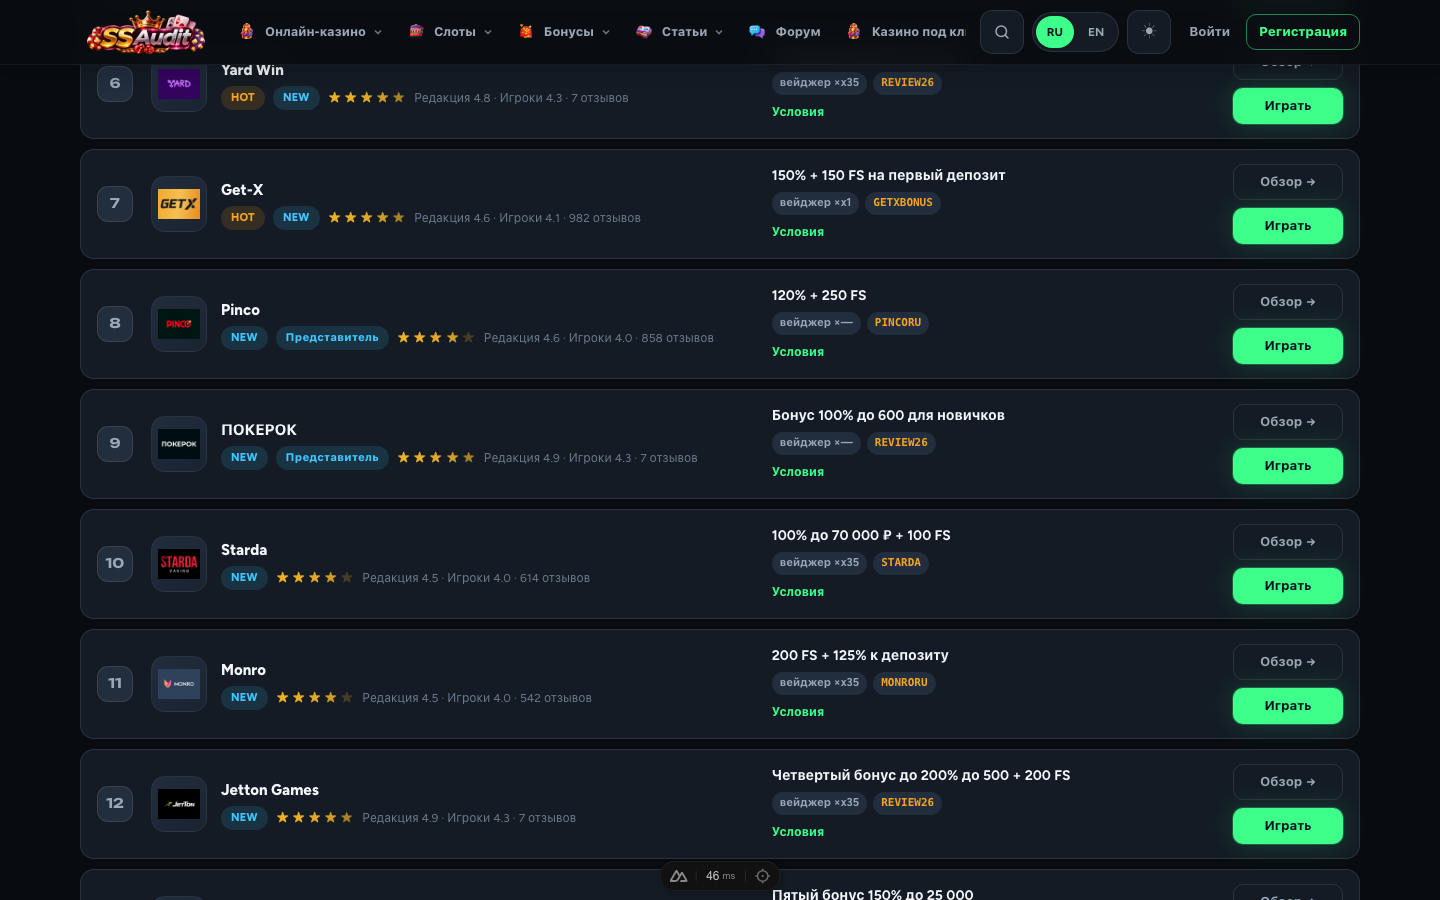 SSAudit
Онлайн-казино
Слоты
Бонусы
Статьи
Форум
Казино под кл
RU
EN
Войти
Регистрация
6
YARD
Yard Win
HOT
NEW
Редакция 4.8 · Игроки 4.3 · 7 отзывов
вейджер ×x35
REVIEW26
Условия
Играть
7
GETX
Get-X
HOT
NEW
Редакция 4.6 · Игроки 4.1 · 982 отзывов
150% + 150 FS на первый депозит
вейджер ×x1
GETXBONUS
Условия
Обзор →
Играть
8
PINCO
Pinco
NEW
Представитель
Редакция 4.6 · Игроки 4.0 · 858 отзывов
120% + 250 FS
вейджер ×—
PINCORU
Условия
Обзор →
Играть
9
ПОКЕРОК
ПОКЕРОК
NEW
Представитель
Редакция 4.9 · Игроки 4.3 · 7 отзывов
Бонус 100% до 600 для новичков
вейджер ×—
REVIEW26
Условия
Обзор →
Играть
10
STARDA
CASINO
Starda
NEW
Редакция 4.5 · Игроки 4.0 · 614 отзывов
100% до 70 000 ₽ + 100 FS
вейджер ×x35
STARDA
Условия
Обзор →
Играть
11
MONRO
Monro
NEW
Редакция 4.5 · Игроки 4.0 · 542 отзывов
200 FS + 125% к депозиту
вейджер ×x35
MONRORU
Условия
Обзор →
Играть
12
JETTON
Jetton Games
NEW
Редакция 4.9 · Игроки 4.3 · 7 отзывов
Четвертый бонус до 200% до 500 + 200 FS
вейджер ×x35
REVIEW26
Условия
Обзор →
Играть
46 ms
Пятый бонус 150% до 25 000
Обзор →